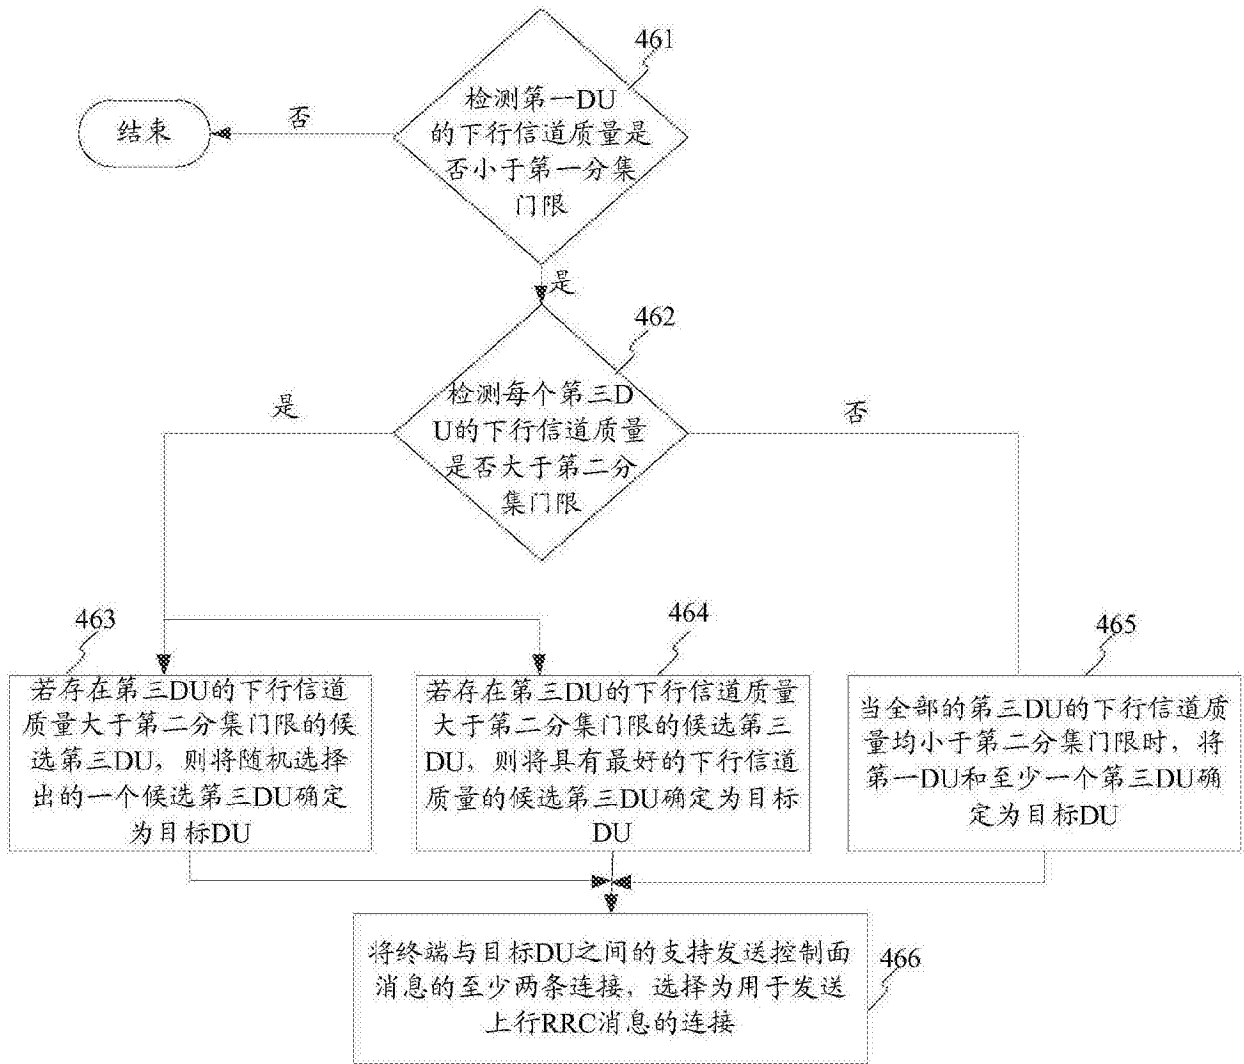 461
检测第一DU
的下行信道质量是
否小于第一分集
门限
否
结束
是
462
检测每个第三D
U的下行信道质量
是否大于第二分
集门限
是
否
463
若存在第三DU的下行信道
质量大于第二分集门限的候
选第三DU，则将随机选择
出的一个候选第三DU确定
为目标DU
464
若存在第三DU的下行信道质量
大于第二分集门限的候选第三
DU，则将具有最好的下行信道
质量的候选第三DU确定为目标
DU
465
当全部的第三DU的下行信道质
量均小于第二分集门限时，将
第一DU和至少一个第三DU确
定为目标DU
将终端与目标DU之间的支持发送控制面
消息的至少两条连接，选择为用于发送
上行RRC消息的连接
466